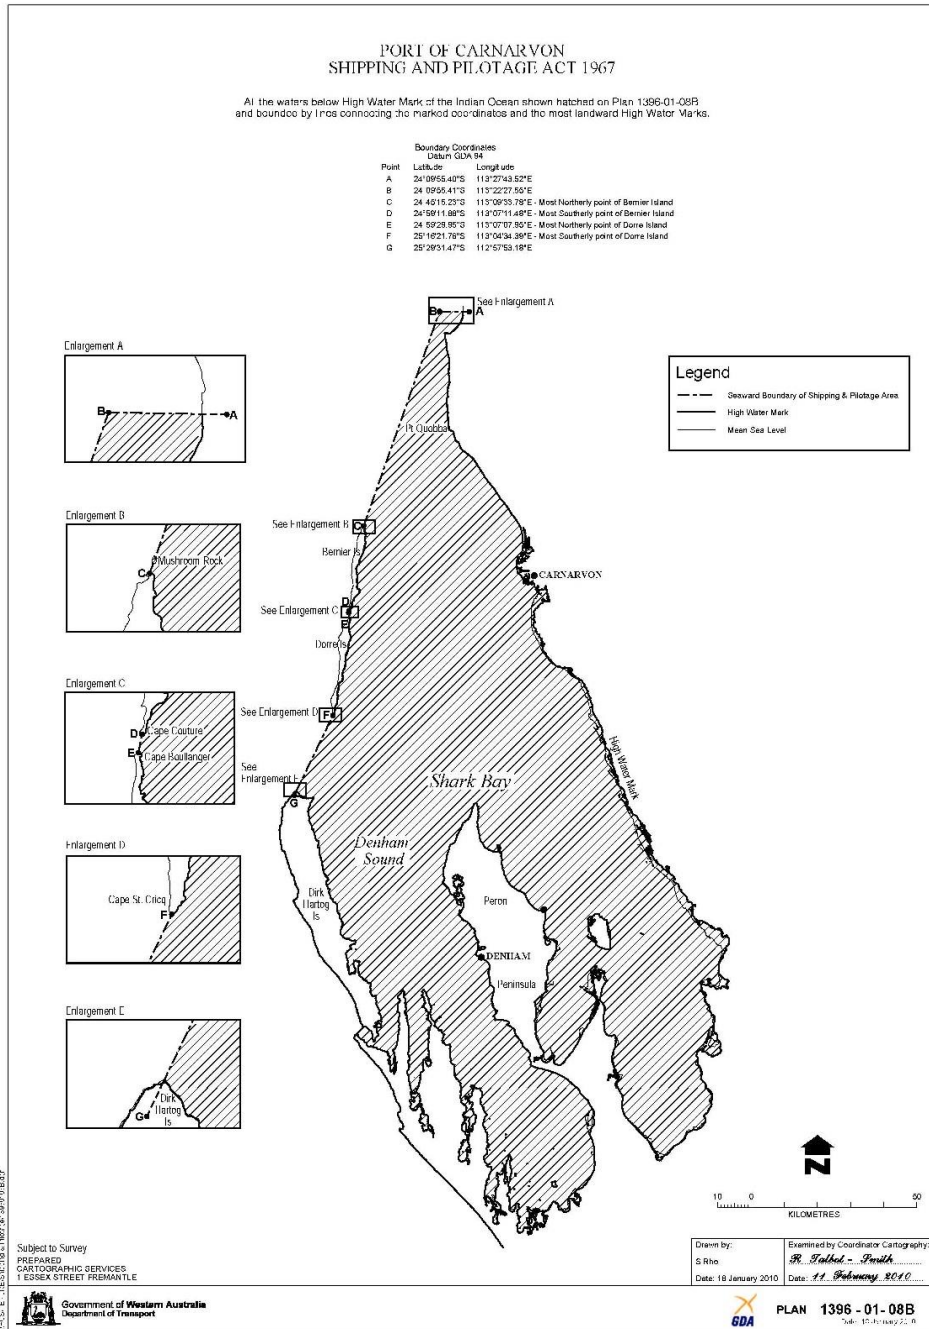 PORT OF CARNARVON
SHIPPING AND PILOTAGE ACT 1967
All the waters below High Water Mark of the Indian Ocean shown hatched on Plan 1396-01-08B
and bounded by lines connecting the marked coordinates and the most landward High Water Marks.
Boundary Coordinates
Datum GDA 94
Point Latitude Longitude
A 24°09'55.40"S 113°27'43.52"E
B 24 09'55.41"S 113°22'27.55"E
C 24 46'15.23"S 113°09'33.78"E - Most Northerly point of Bernier Island
D 24°59'11.88"S 113°07'11.48"E - Most Southerly point of Bernier Island
E 24 59'28.95"S 113°07'07.95"E - Most Northerly point of Dorre Island
F 25°16'21.76"S 113°04'34.39"E - Most Southerly point of Dorre Island
G 25°29'31.47"S 112°57'53.18"E
See Enlargement A
B A
Enlargement A
B A
Legend
Seaward Boundary of Shipping & Pilotage Area
High Water Mark
Mean Sea Level
Pt Quobba
Enlargement B
Mushroom Rock
C
See Enlargement B
C
Bernier Is
CARNARVON
See Enlargement C
D
E
Dorre Is
Enlargement C
D Cape Couture
E Cape Boullanger
See Enlargement D
F
High Water Mark
See
Enlargement E
G
Shark Bay
Denham
Sound
Enlargement D
Cape St. Cricq
F
Dirk
Hartog
Is
Peron
DENHAM
Peninsula
Enlargement E
Dirk
Hartog
Is
G
N
10 0 50
KILOMETRES
Subject to Survey
PREPARED
CARTOGRAPHIC SERVICES
1 ESSEX STREET FREMANTLE
Drawn by:
S Rho
Date: 18 January 2010
Examined by Coordinator Cartography:
R Talbot - Smith
Date: 11 February 2010
Government of Western Australia
Department of Transport
GDA
PLAN 1396 - 01 - 08B